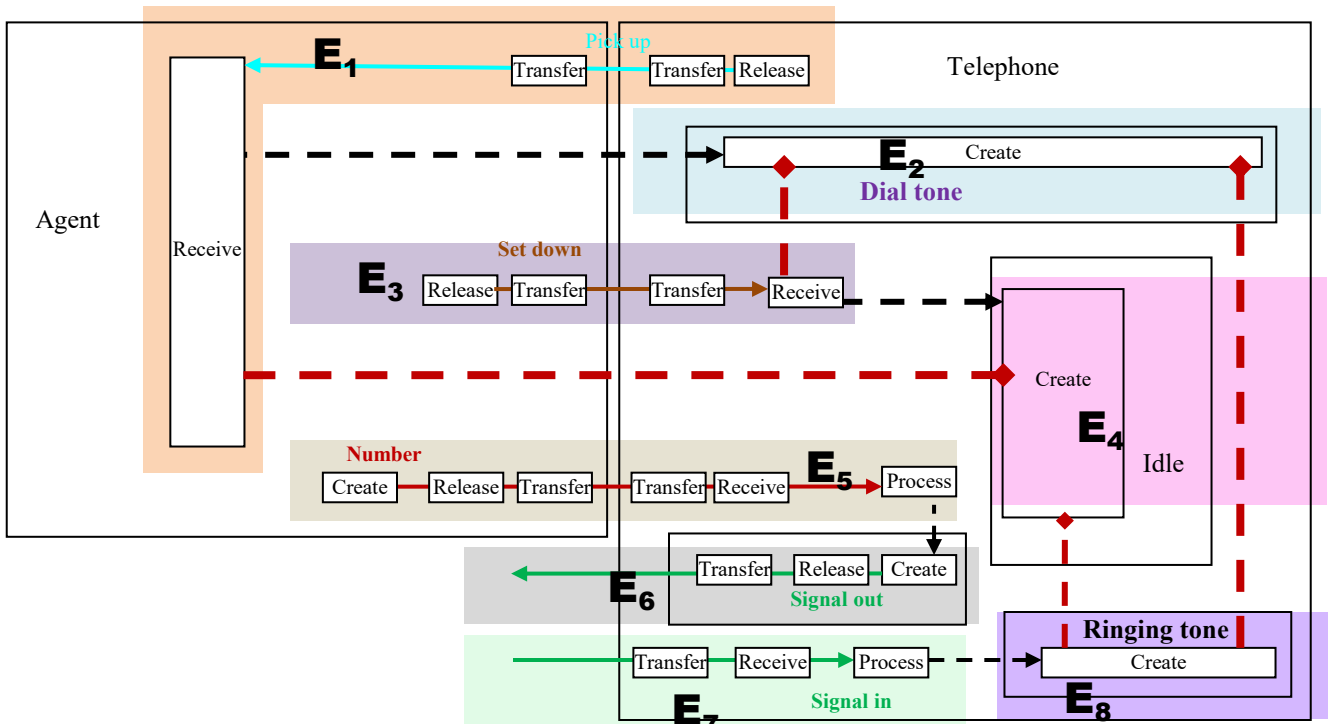 Pick up
E1
Transfer
Transfer
Release
Telephone
E2
Create
Dial tone
Agent
Receive
Set down
E3
Release
Transfer
Transfer
Receive
Create
E4
Idle
Number
E5
Create
Release
Transfer
Transfer
Receive
Process
Transfer
Release
Create
E6
Signal out
Ringing tone
Transfer
Receive
Process
Create
Signal in
E7
E8